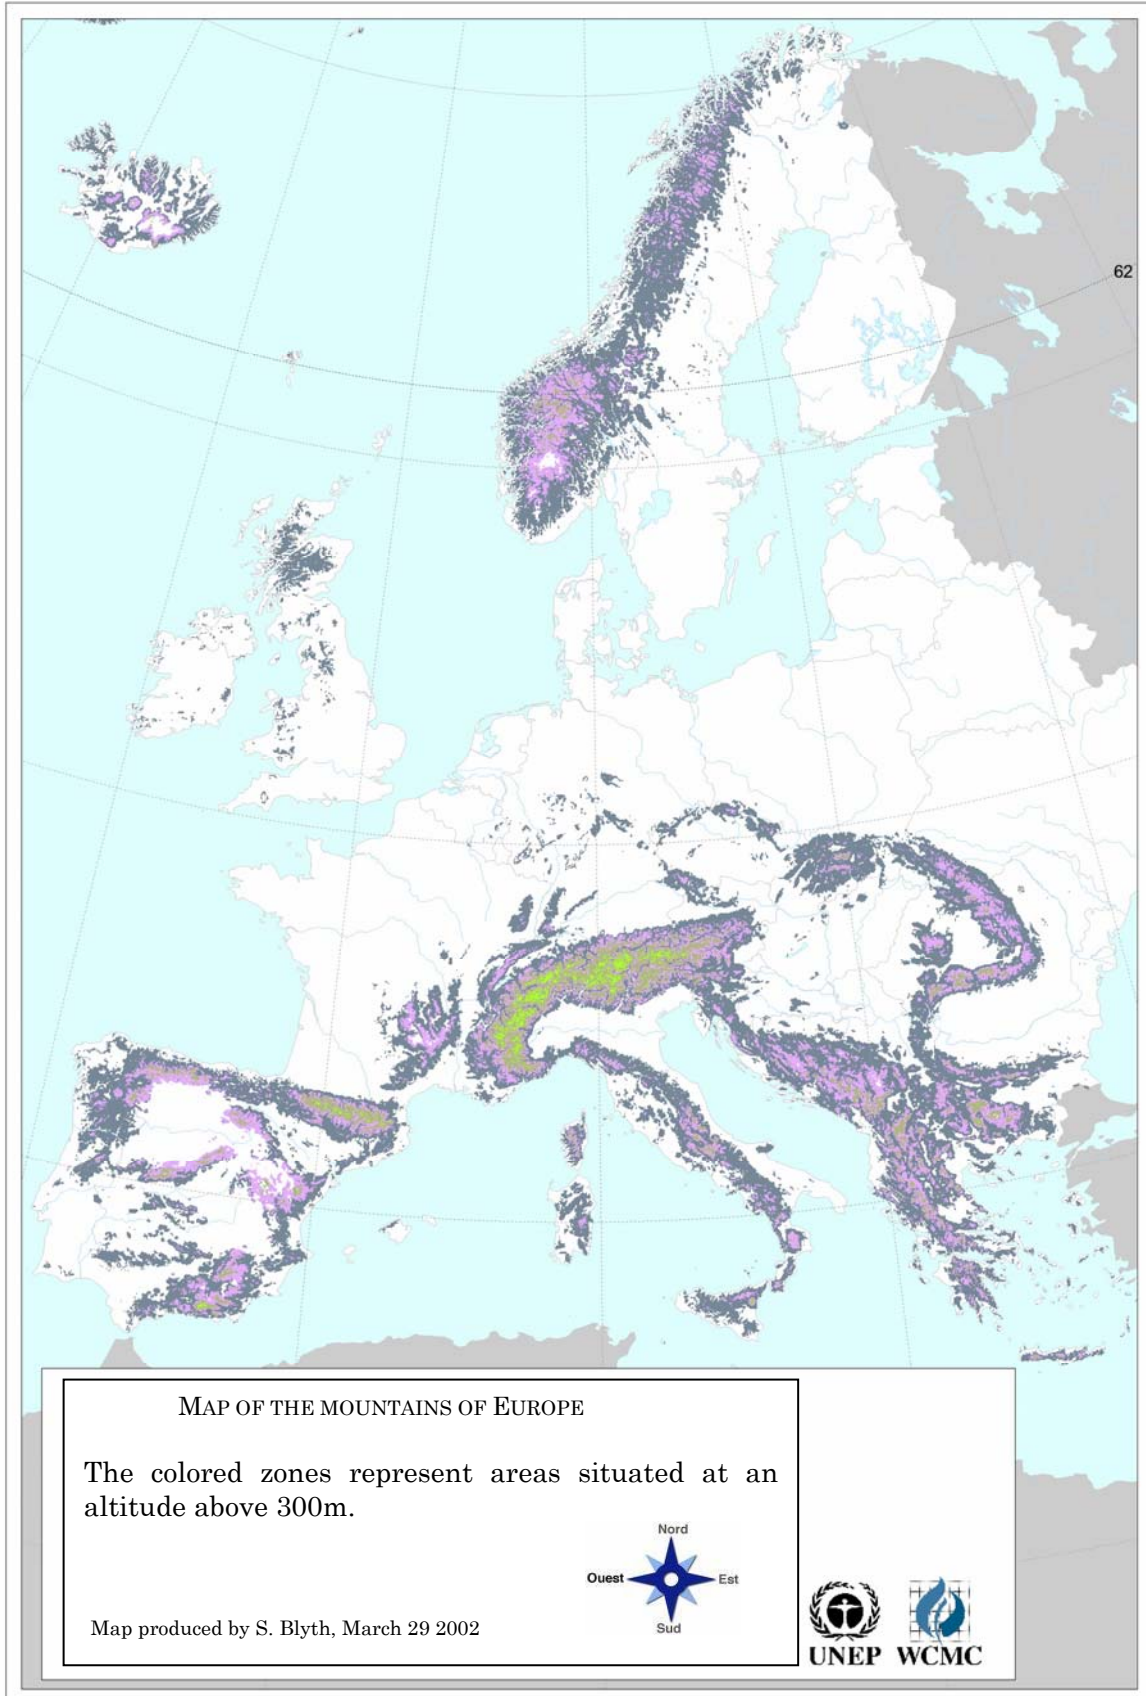 62
MAP OF THE MOUNTAINS OF EUROPE
The colored zones represent areas situated at an
altitude above 300m.
Nord
Ouest
Est
Sud
Map produced by S. Blyth, March 29 2002
UNEP WCMC